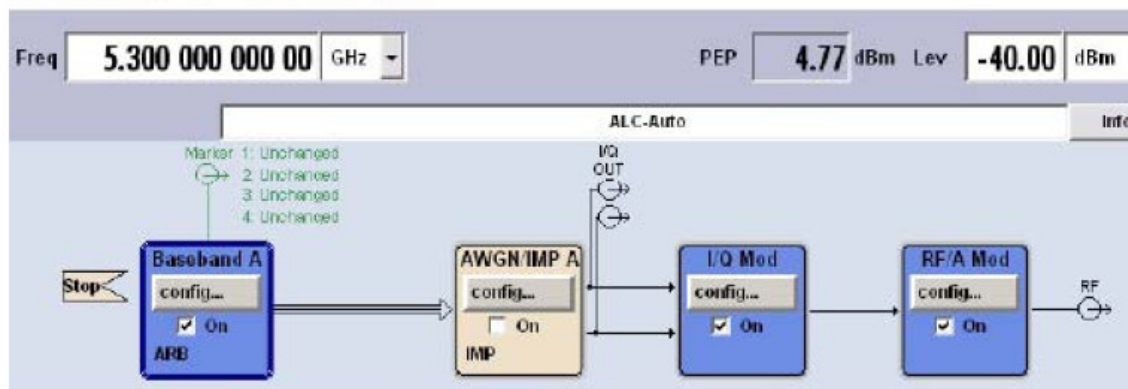 Freq 5.300 000 000 00 GHz PEP 4.77 dBm Lev -40.00 dBm
ALC-Auto Info
Marker 1: Unchanged
2: Unchanged
3: Unchanged
4: Unchanged
I/Q
OUT
Baseband A AWGN/IMP A I/Q Mod RF/A Mod
Stop config... config... config... config... RF
On On On On
ARB IMP